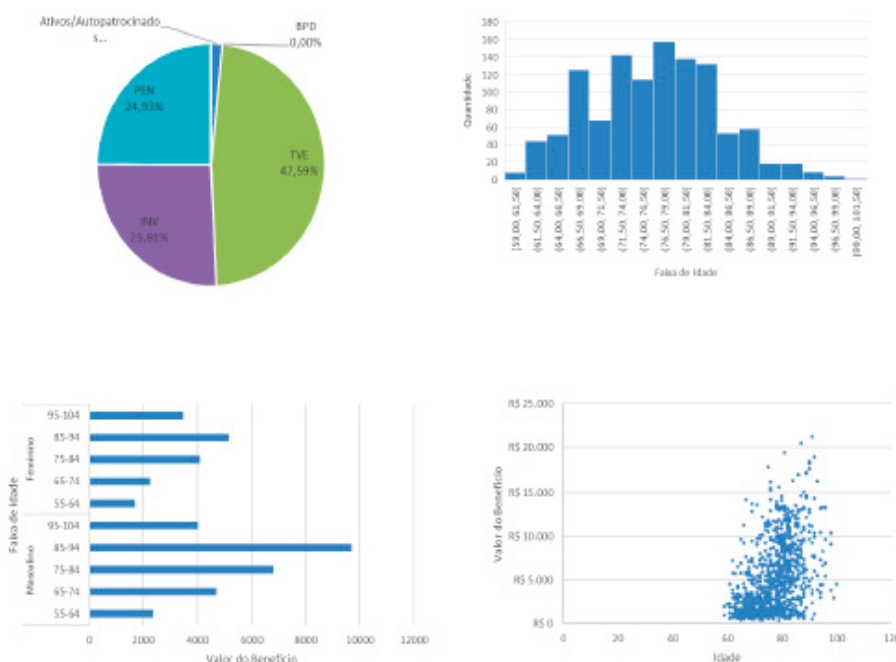 Ativos/Autopatrocinado
s...
BPD
0,00%
PEN
24,93%
TVE
47,59%
INV
25,81%
180
160
140
120
100
80
60
40
20
0
Quantidade
[59,00, 61,50]
(61,50, 64,00]
(64,00, 66,50]
(66,50, 69,00]
(69,00, 71,50]
(71,50, 74,00]
(74,00, 76,50]
(76,50, 79,00]
(79,00, 81,50]
(81,50, 84,00]
(84,00, 86,50]
(86,50, 89,00]
(89,00, 91,50]
(91,50, 94,00]
(94,00, 96,50]
(96,50, 99,00]
(99,00, 101,50]
Faixa de Idade
Faixa de Idade
Feminino
95-104
85-94
75-84
65-74
55-64
Masculino
95-104
85-94
75-84
65-74
55-64
0 2000 4000 6000 8000 10000 12000
Valor do Benefício
Valor do Benefício
R$ 25.000
R$ 20.000
R$ 15.000
R$ 10.000
R$ 5.000
R$ 0
0 20 40 60 80 100
Idade